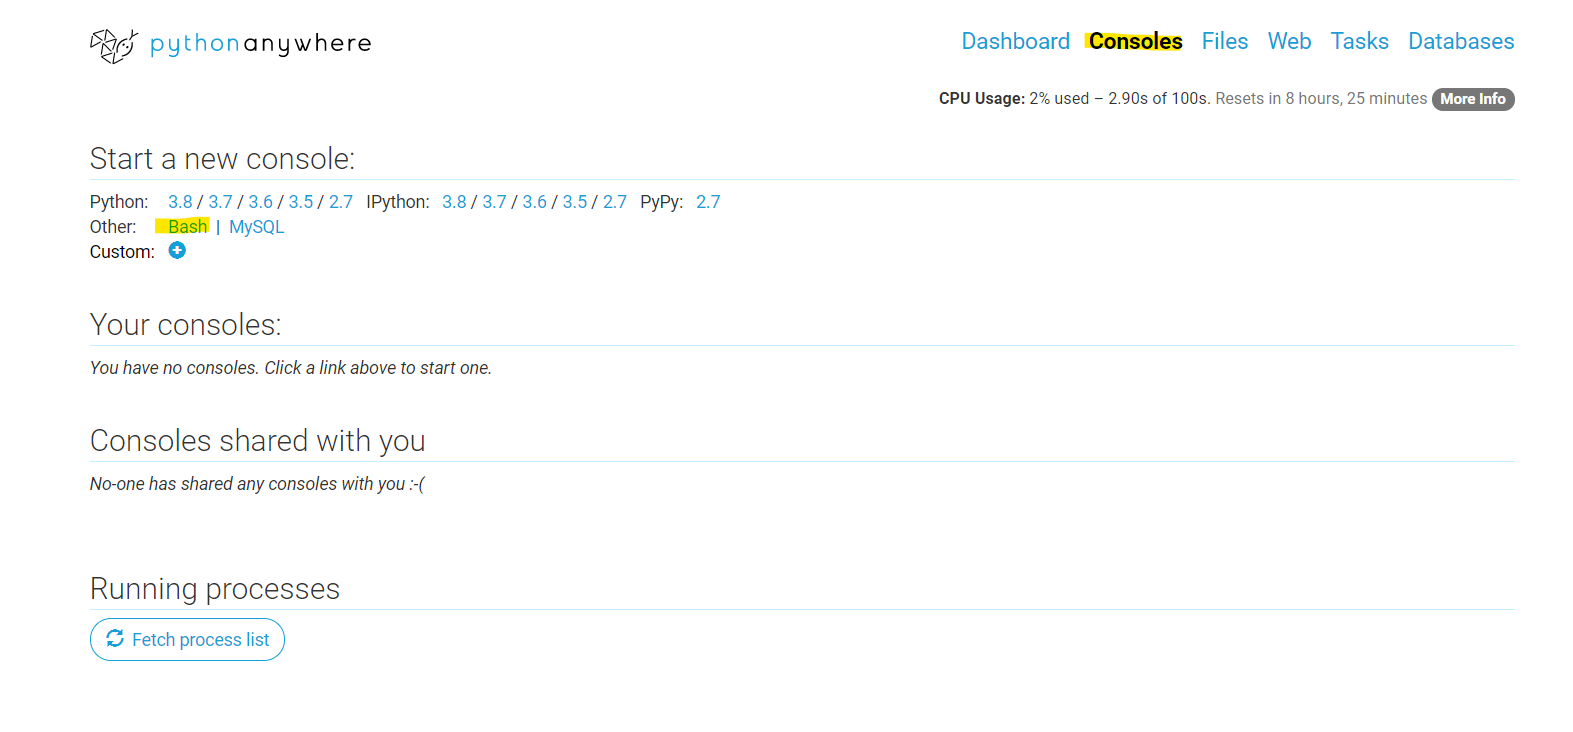 pythonanywhere
Dashboard Consoles Files Web Tasks Databases
CPU Usage: 2% used – 2.90s of 100s. Resets in 8 hours, 25 minutes More Info
Start a new console:
Python: 3.8 / 3.7 / 3.6 / 3.5 / 2.7 IPython: 3.8 / 3.7 / 3.6 / 3.5 / 2.7 PyPy: 2.7
Other: Bash | MySQL
Custom:
Your consoles:
You have no consoles. Click a link above to start one.
Consoles shared with you
No-one has shared any consoles with you :-(
Running processes
Fetch process list